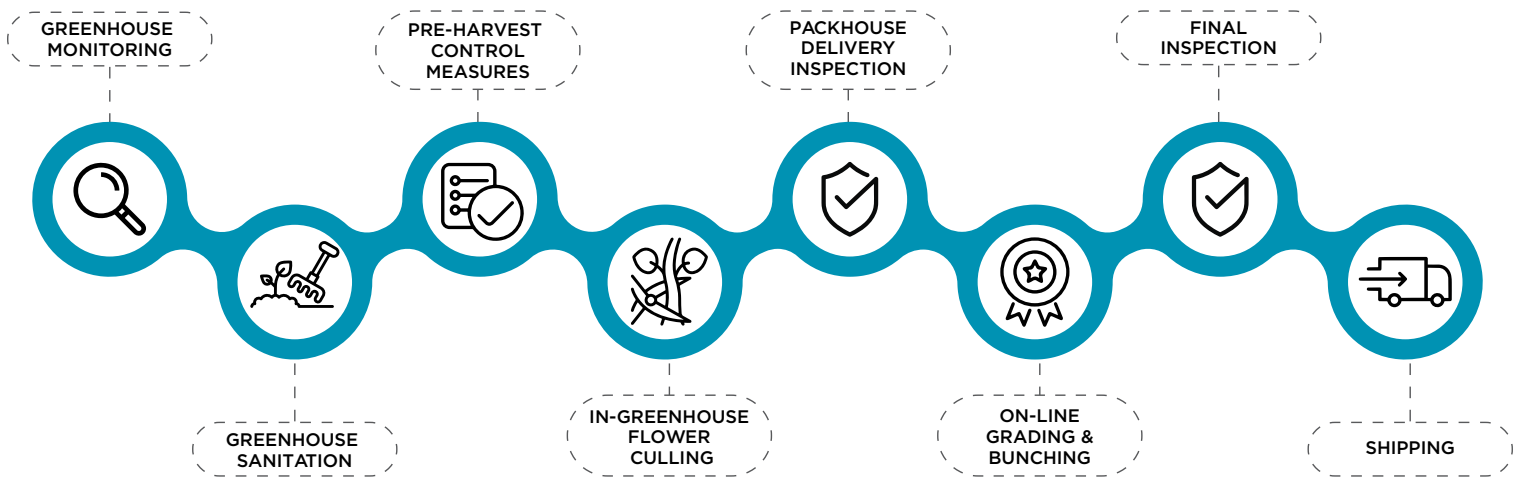 GREENHOUSE
MONITORING
GREENHOUSE
SANITATION
PRE-HARVEST
CONTROL
MEASURES
IN-GREENHOUSE
FLOWER
CULLING
PACKHOUSE
DELIVERY
INSPECTION
ON-LINE
GRADING &
BUNCHING
FINAL
INSPECTION
SHIPPING